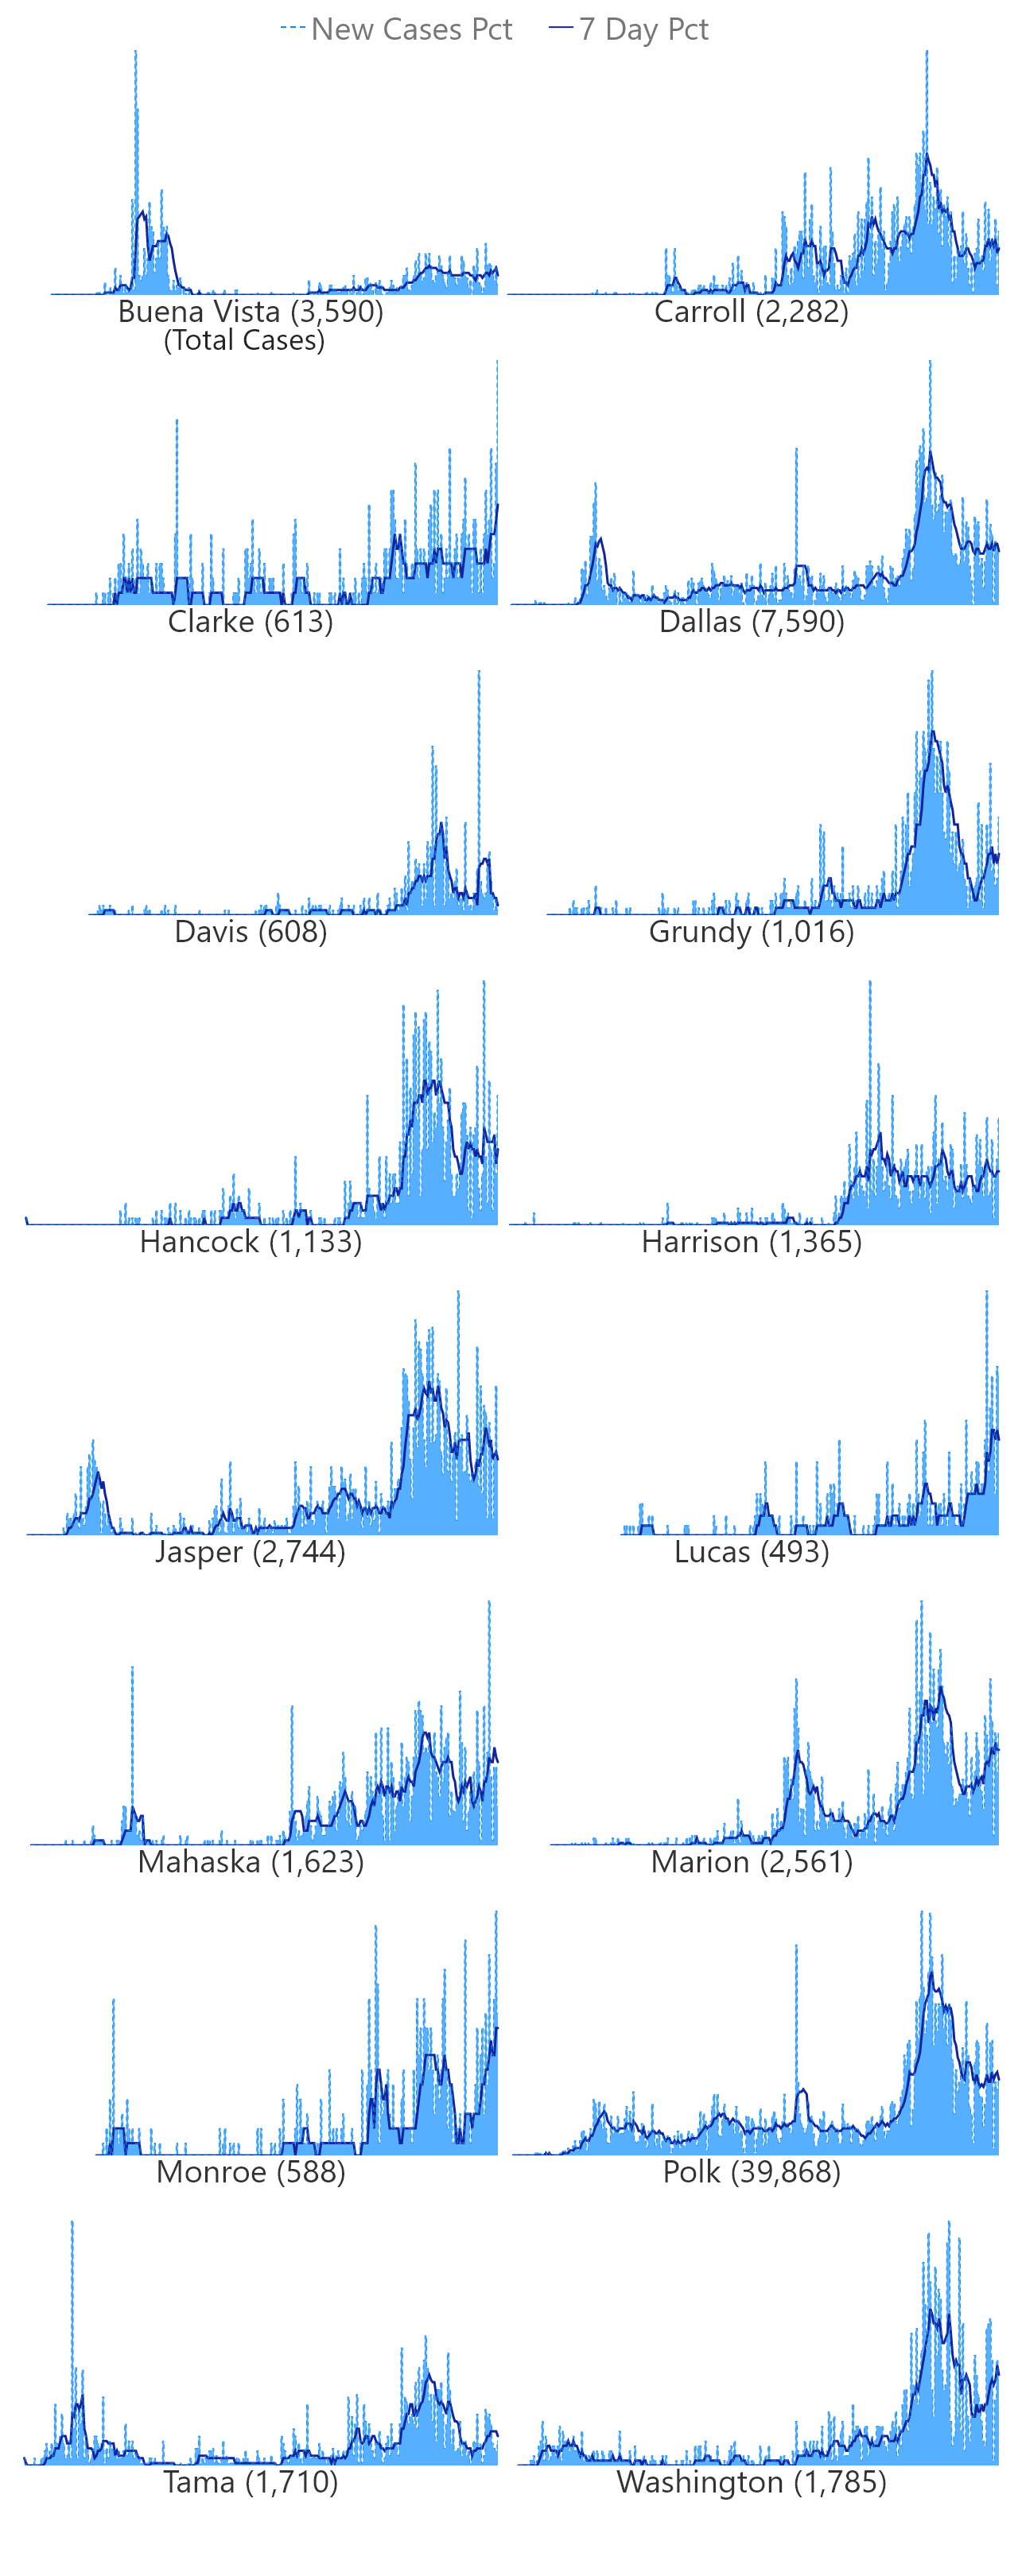 New Cases Pct 7 Day Pct
Buena Vista (3,590)
(Total Cases)
Carroll (2,282)
Clarke (613)
Dallas (7,590)
Davis (608)
Grundy (1,016)
Hancock (1,133)
Harrison (1,365)
Jasper (2,744)
Lucas (493)
Mahaska (1,623)
Marion (2,561)
Monroe (588)
Polk (39,868)
Tama (1,710)
Washington (1,785)